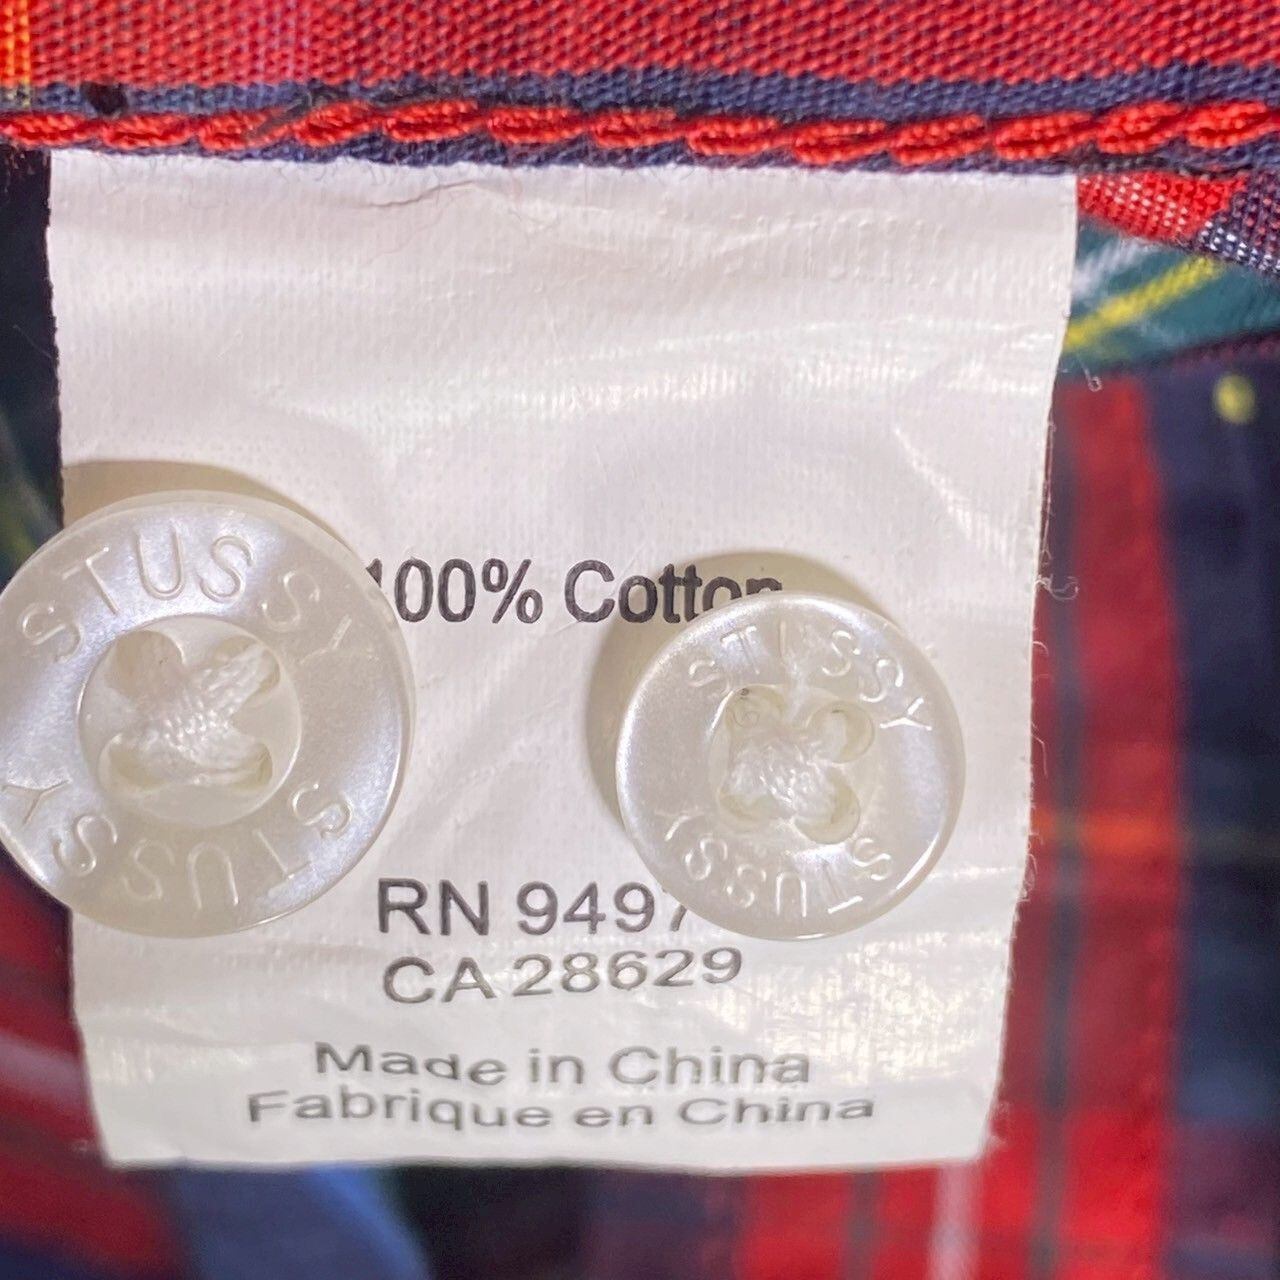 STUSSY
STUSSY
100% Cotton
STUSSY
STUSSY
RN 9497
CA 28629
Made in China
Fabrique en China